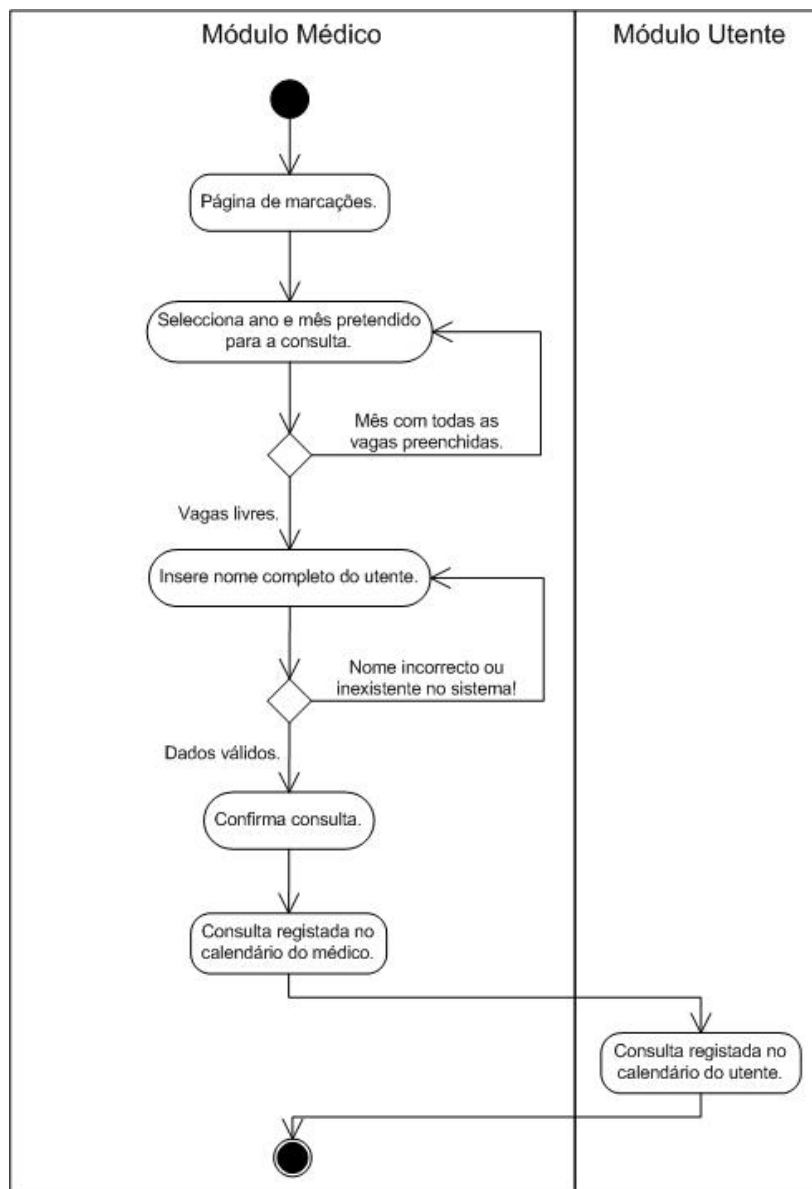 Módulo Médico
Módulo Utente
Página de marcações.
Selecciona ano e mês pretendido
para a consulta.
Mês com todas as
vagas preenchidas.
Vagas livres.
Insere nome completo do utente.
Nome incorrecto ou
inexistente no sistema!
Dados válidos.
Confirma consulta.
Consulta registada no
calendário do médico.
Consulta registada no
calendário do utente.